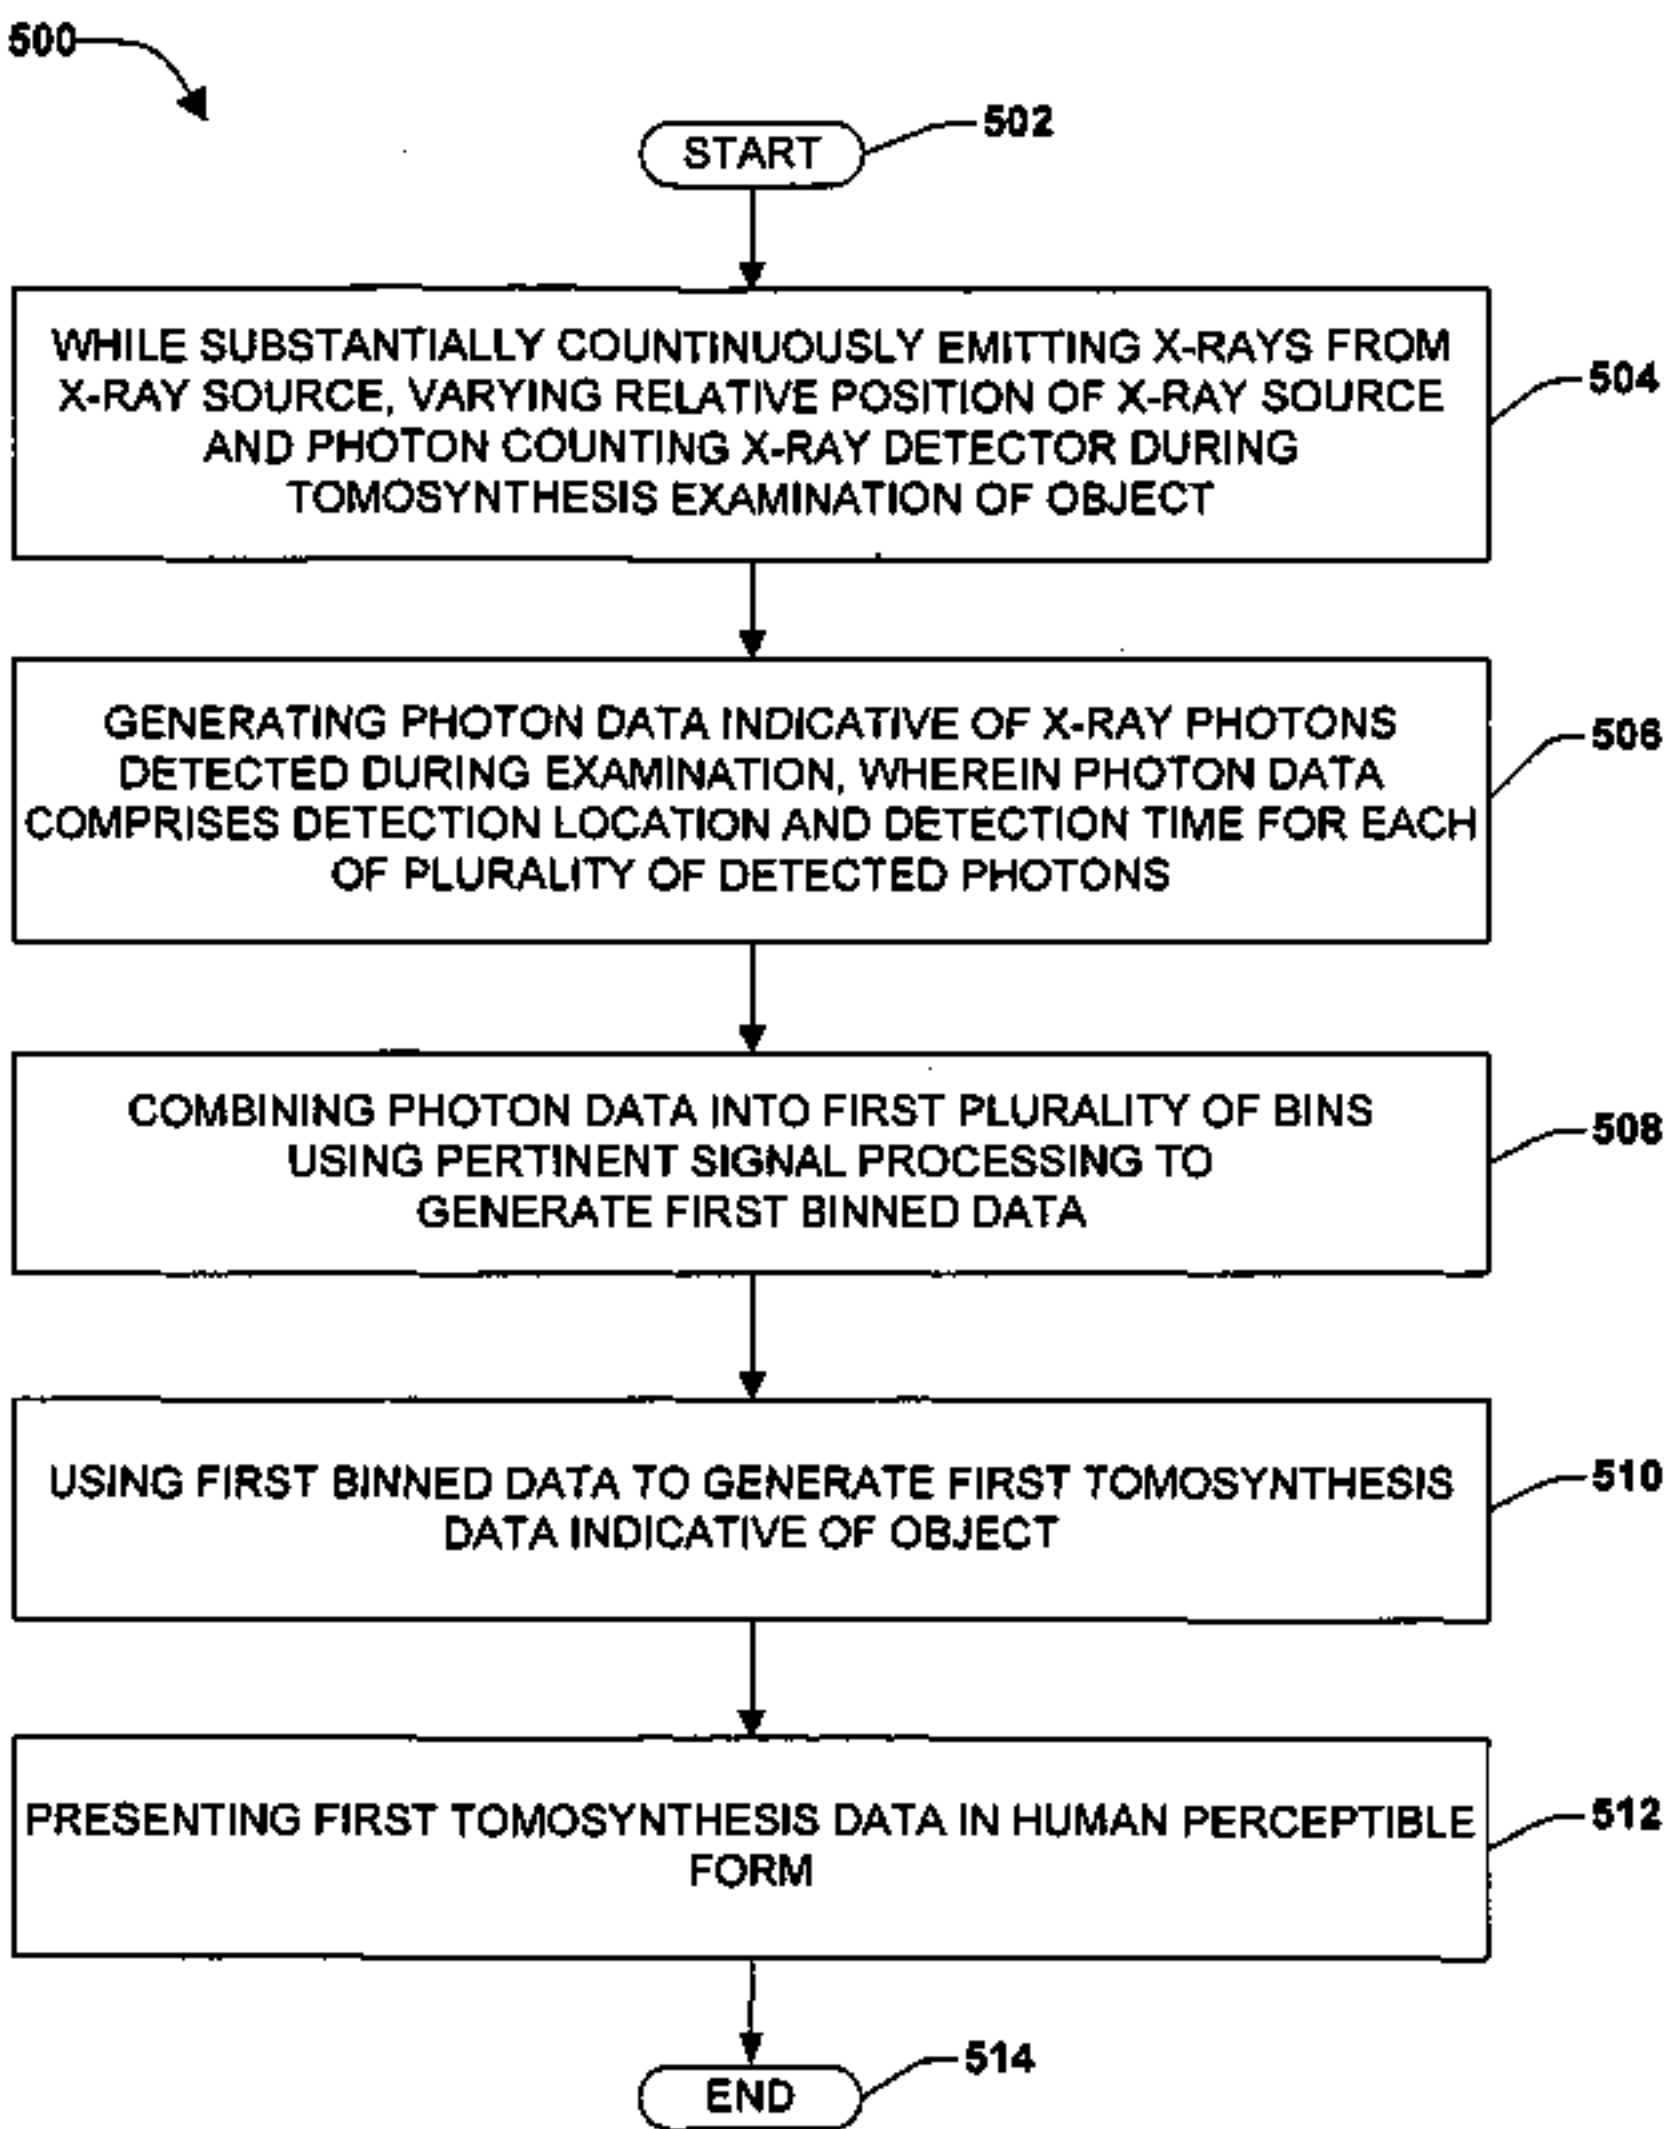 500
START
502
WHILE SUBSTANTIALLY COUNTINUOUSLY EMITTING X-RAYS FROM
X-RAY SOURCE, VARYING RELATIVE POSITION OF X-RAY SOURCE
AND PHOTON COUNTING X-RAY DETECTOR DURING
TOMOSYNTHESIS EXAMINATION OF OBJECT
504
GENERATING PHOTON DATA INDICATIVE OF X-RAY PHOTONS
DETECTED DURING EXAMINATION, WHEREIN PHOTON DATA
COMPRISES DETECTION LOCATION AND DETECTION TIME FOR EACH
OF PLURALITY OF DETECTED PHOTONS
506
COMBINING PHOTON DATA INTO FIRST PLURALITY OF BINS
USING PERTINENT SIGNAL PROCESSING TO
GENERATE FIRST BINNED DATA
508
USING FIRST BINNED DATA TO GENERATE FIRST TOMOSYNTHESIS
DATA INDICATIVE OF OBJECT
510
PRESENTING FIRST TOMOSYNTHESIS DATA IN HUMAN PERCEPTIBLE
FORM
512
END
514